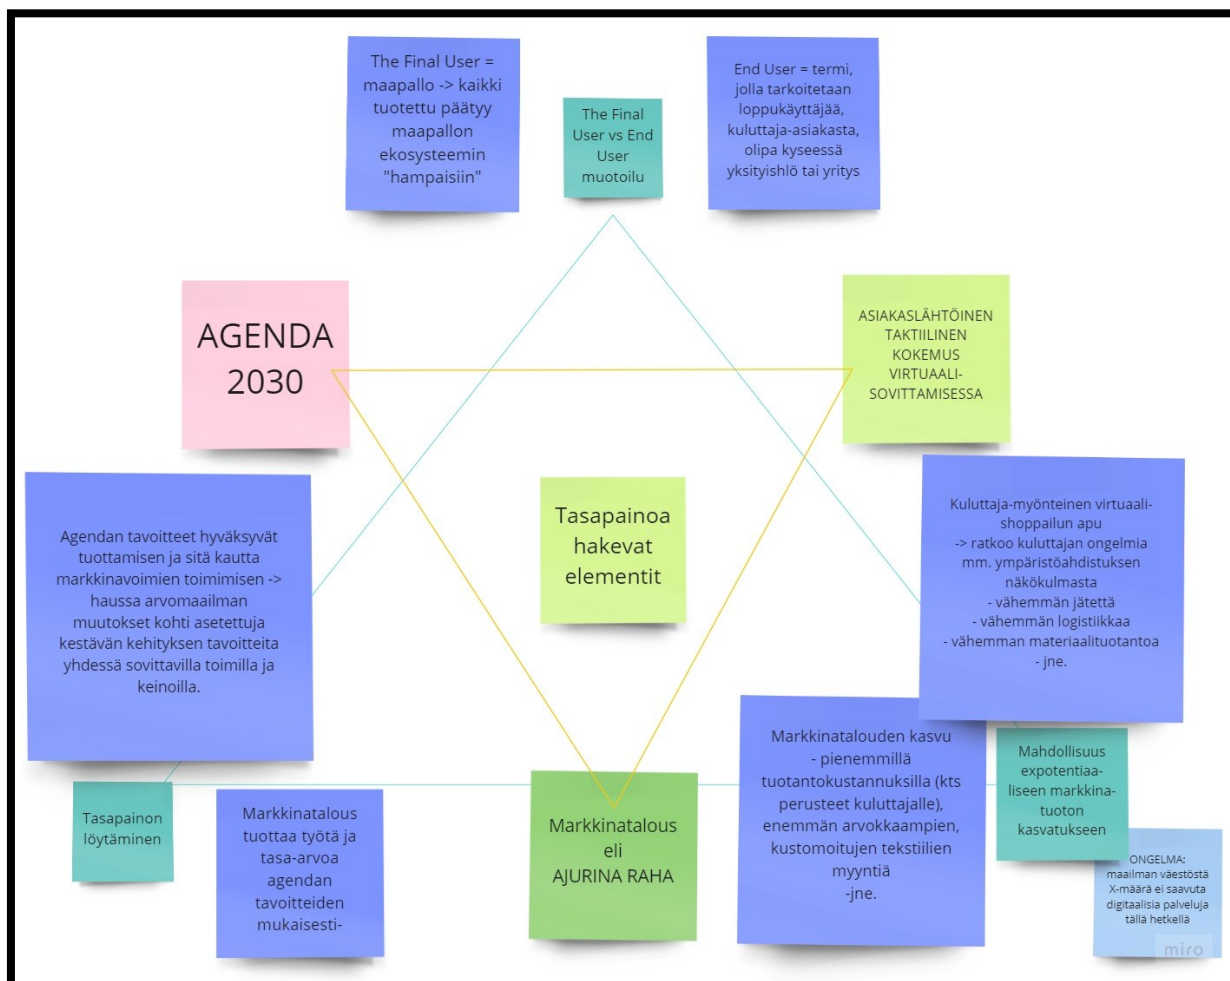 The Final User =
maapallo -> kaikki
tuotettu päätyy
maapallon
ekosysteemin
"hampaisiin"
The Final
User vs End
User
muotoilu
End User = termi,
jolla tarkoitetaan
loppukäyttäjää,
kuluttaja-asiakasta,
olipa kyseessä
yksityishlö tai yritys
AGENDA
2030
ASIAKASLÄHTÖINEN
TAKTIILINEN
KOKEMUS
VIRTUAALI-
SOVITTAMISESSA
Tasapainoa
hakevat
elementit
Agendan tavoitteet hyväksyvät
tuottamisen ja sitä kautta
markkinavoimien toimimisen ->
haussa arvomaailman
muutokset kohti asetettuja
kestävän kehityksen tavoitteita
yhdessä sovittavilla toimilla ja
keinoilla.
Kuluttaja-myönteinen virtuaali-
shoppailun apu
-> ratkoo kuluttajan ongelmia
mm. ympäristöahdistuksen
näkökulmasta
- vähemmän jätettä
- vähemmän logistiikkaa
- vähemman materiaalituotantoa
- jne.
Tasapainon
löytäminen
Markkinatalous
tuottaa työtä ja
tasa-arvoa
agendan
tavoitteiden
mukaisesti-
Markkinatalous
eli
AJURINA RAHA
Markkinatalouden kasvu
- pienemmillä
tuotantokustannuksilla (kts
perusteet kuluttajalle),
enemmän arvokkaampien,
kustomoitujen tekstiilien
myyntiä
-jne.
Mahdollisuus
expotentiaa-
liseen markkina-
tuoton
kasvatukseen
ONGELMA:
maailman väestöstä
X-määrä ei saavuta
digitaalisia palveluja
tällä hetkellä
miro